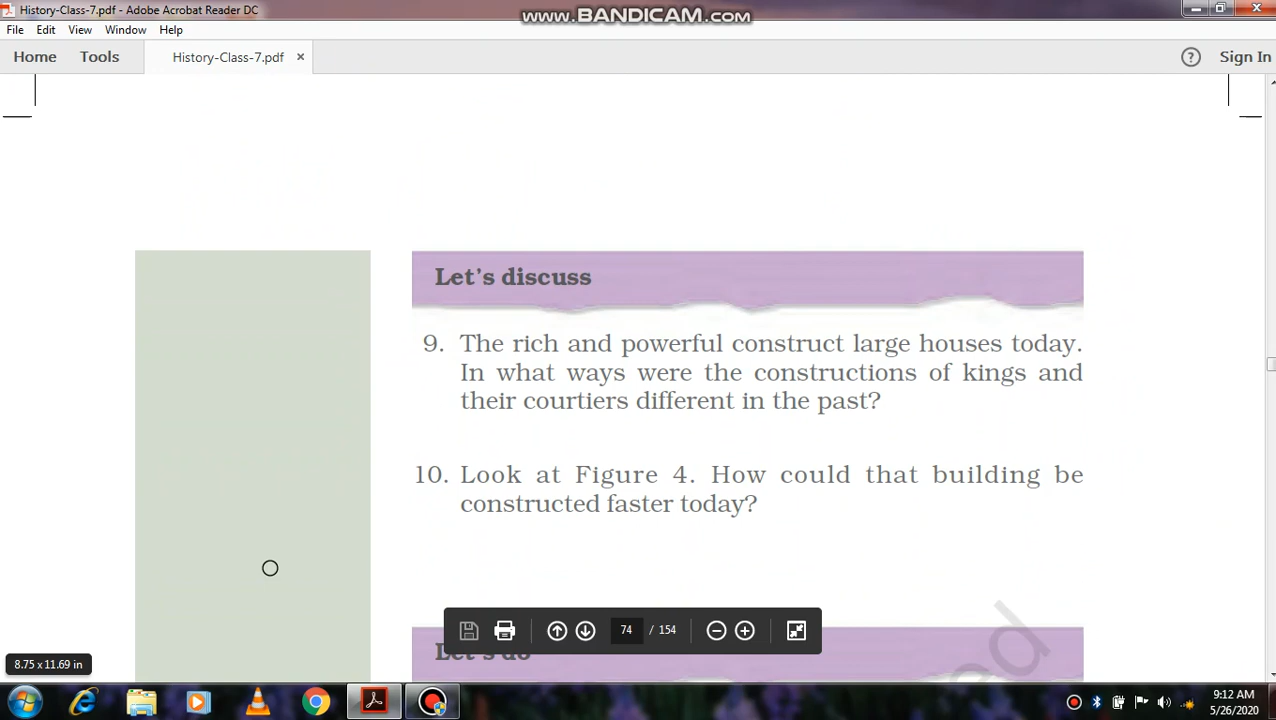 History-Class-7.pdf - Adobe Acrobat Reader DC
www.BANDICAM.com
File Edit View Window Help
Home Tools History-Class-7.pdf × ? Sign In
Let's discuss
9. The rich and powerful construct large houses today.
In what ways were the constructions of kings and
their courtiers different in the past?
10. Look at Figure 4. How could that building be
constructed faster today?
74 / 154
Let's do
ed
8.75 x 11.69 in
9:12 AM
5/26/2020